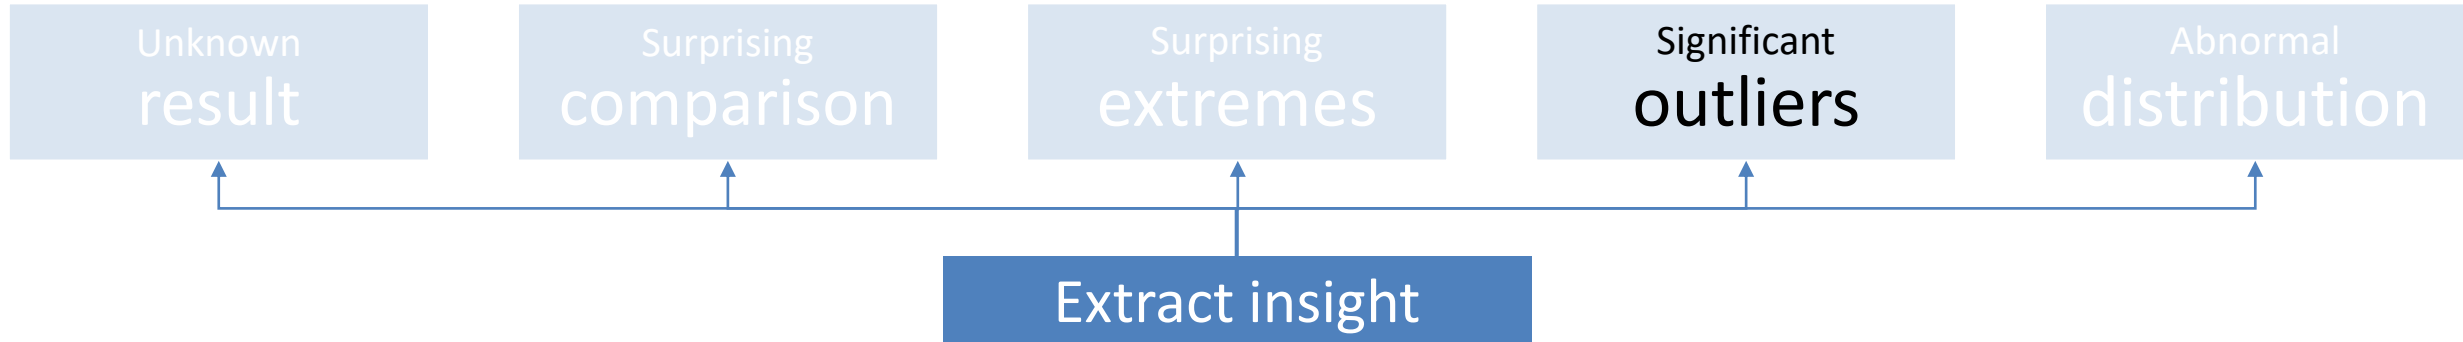 Unknown
result
Surprising
comparison
Surprising
extremes
Significant
outliers
Abnormal
distribution
Extract insight